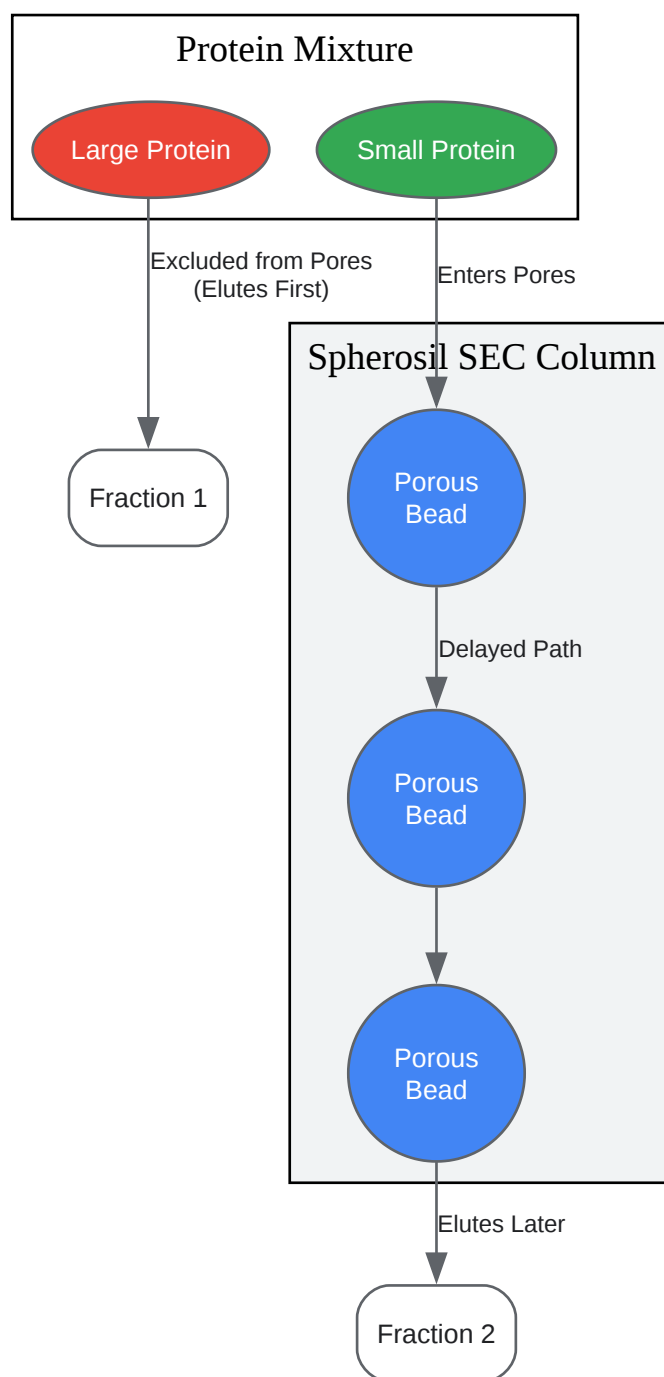 Protein Mixture
Large Protein
Small Protein
Excluded from Pores
(Elutes First)
Enters Pores
Spherosil SEC Column
Porous
Bead
Fraction 1
Delayed Path
Porous
Bead
Porous
Bead
Elutes Later
Fraction 2